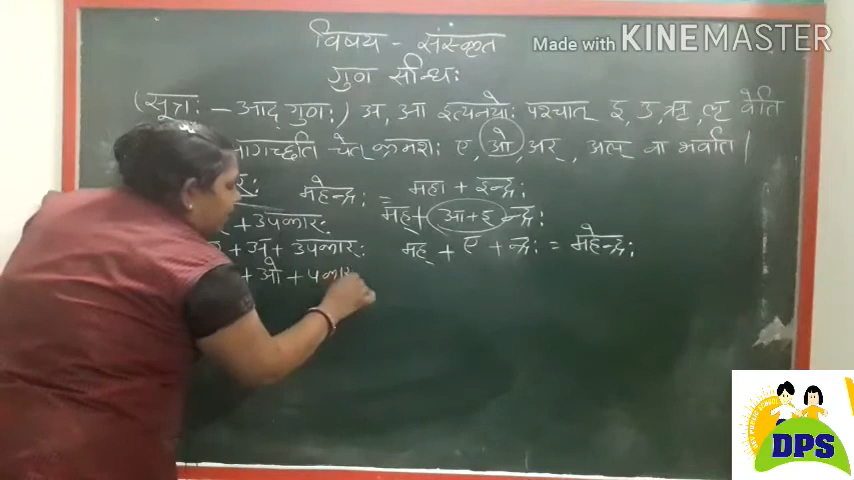 विषय - संस्कृत
Made with KINEMASTER
गुन सन्धिः
(सूत्रः - आद् गुणः) अ, आ इत्यनयोः पश्चात् इ, उ, ऋ, लृ वेति
आगच्छति चेत् क्रमशः ए, ओ, अर्, अल् वा भवति।
महेन्द्रः = महा + इन्द्रः
+ उपकारः मह् + आ+इ न्द्रः
+ अ + उपकारः मह् + ए + न्द्रः = महेन्द्रः
+ ओ + पकार
DPS